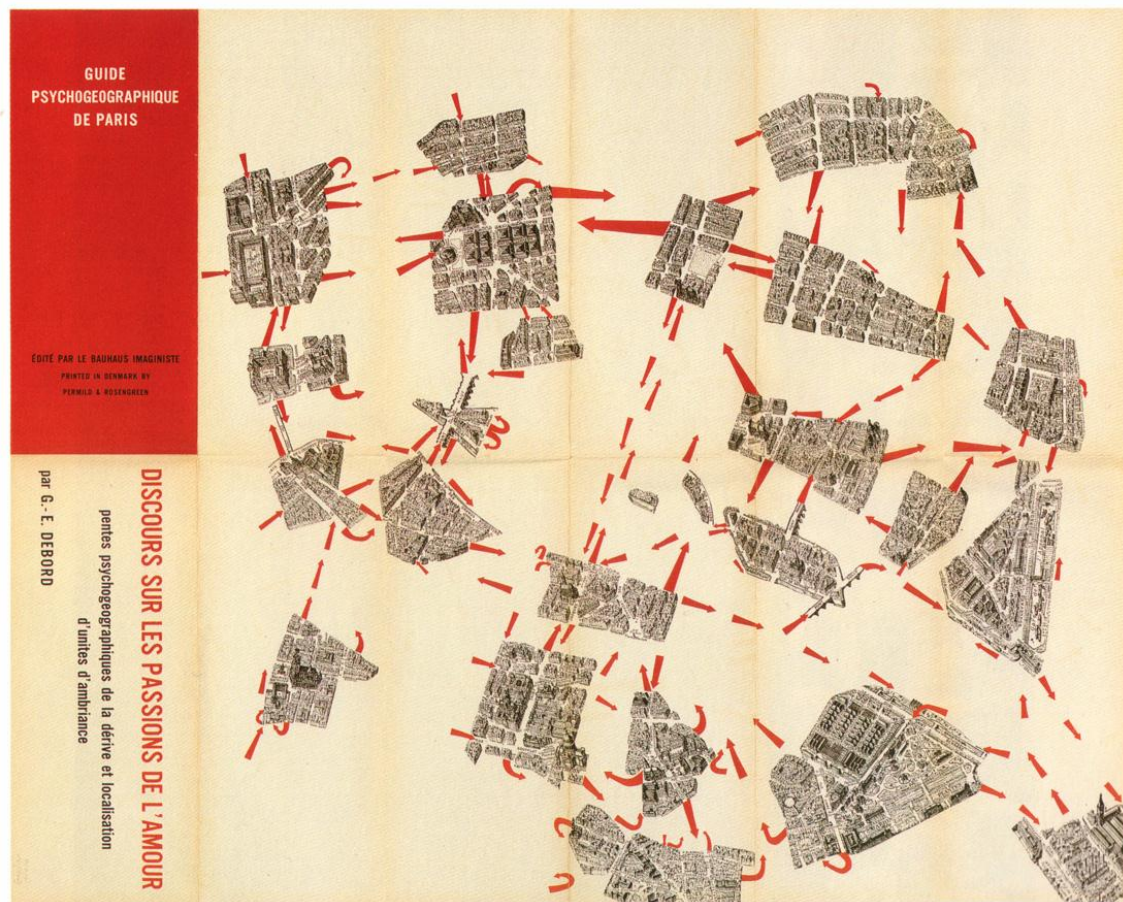 GUIDE
PSYCHOGEOGRAPHIQUE
DE PARIS
ÉDITÉ PAR LE BAUHAUS IMAGINISTE
PRINTED IN DENMARK BY
PERMILD & ROSENGREEN
DISCOURS SUR LES PASSIONS DE L'AMOUR
pentes psychogeographiques de la dérive et localisation
d'unites d'ambriance
par G.-E. DEBORD